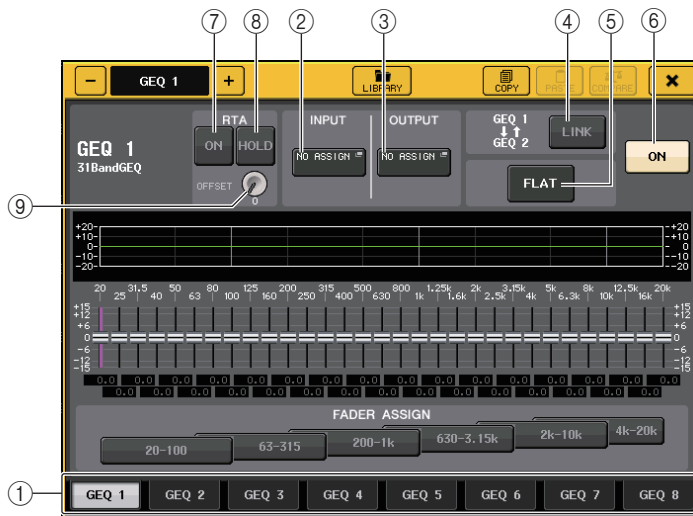 ⑦ ⑧ ② ③ ④ ⑤ ⑥
− GEQ 1 + LIBRARY COPY PASTE COMPARE ×
RTA INPUT OUTPUT GEQ 1
GEQ 1 ON HOLD NO ASSIGN NO ASSIGN GEQ 2 LINK
31BandGEQ ON
OFFSET FLAT
⑨ 0
+20 +20
+10 +10
0 0
-10 -10
-20 -20
20 31.5 50 80 125 200 315 500 800 1.25k 2k 3.15k 5k 8k 12.5k 20k
25 40 63 100 160 250 400 630 1k 1.6k 2.5k 4k 6.3k 10k 16k
+15 +15
+12 +12
+6 +6
0 0
-6 -6
-12 -12
-15 -15
0.0 0.0 0.0 0.0 0.0 0.0 0.0 0.0 0.0 0.0 0.0 0.0 0.0 0.0 0.0 0.0
0.0 0.0 0.0 0.0 0.0 0.0 0.0 0.0 0.0 0.0 0.0 0.0 0.0 0.0 0.0
FADER ASSIGN
20-100 63-315 200-1k 630-3.15k 2k-10k 4k-20k
① GEQ 1 GEQ 2 GEQ 3 GEQ 4 GEQ 5 GEQ 6 GEQ 7 GEQ 8